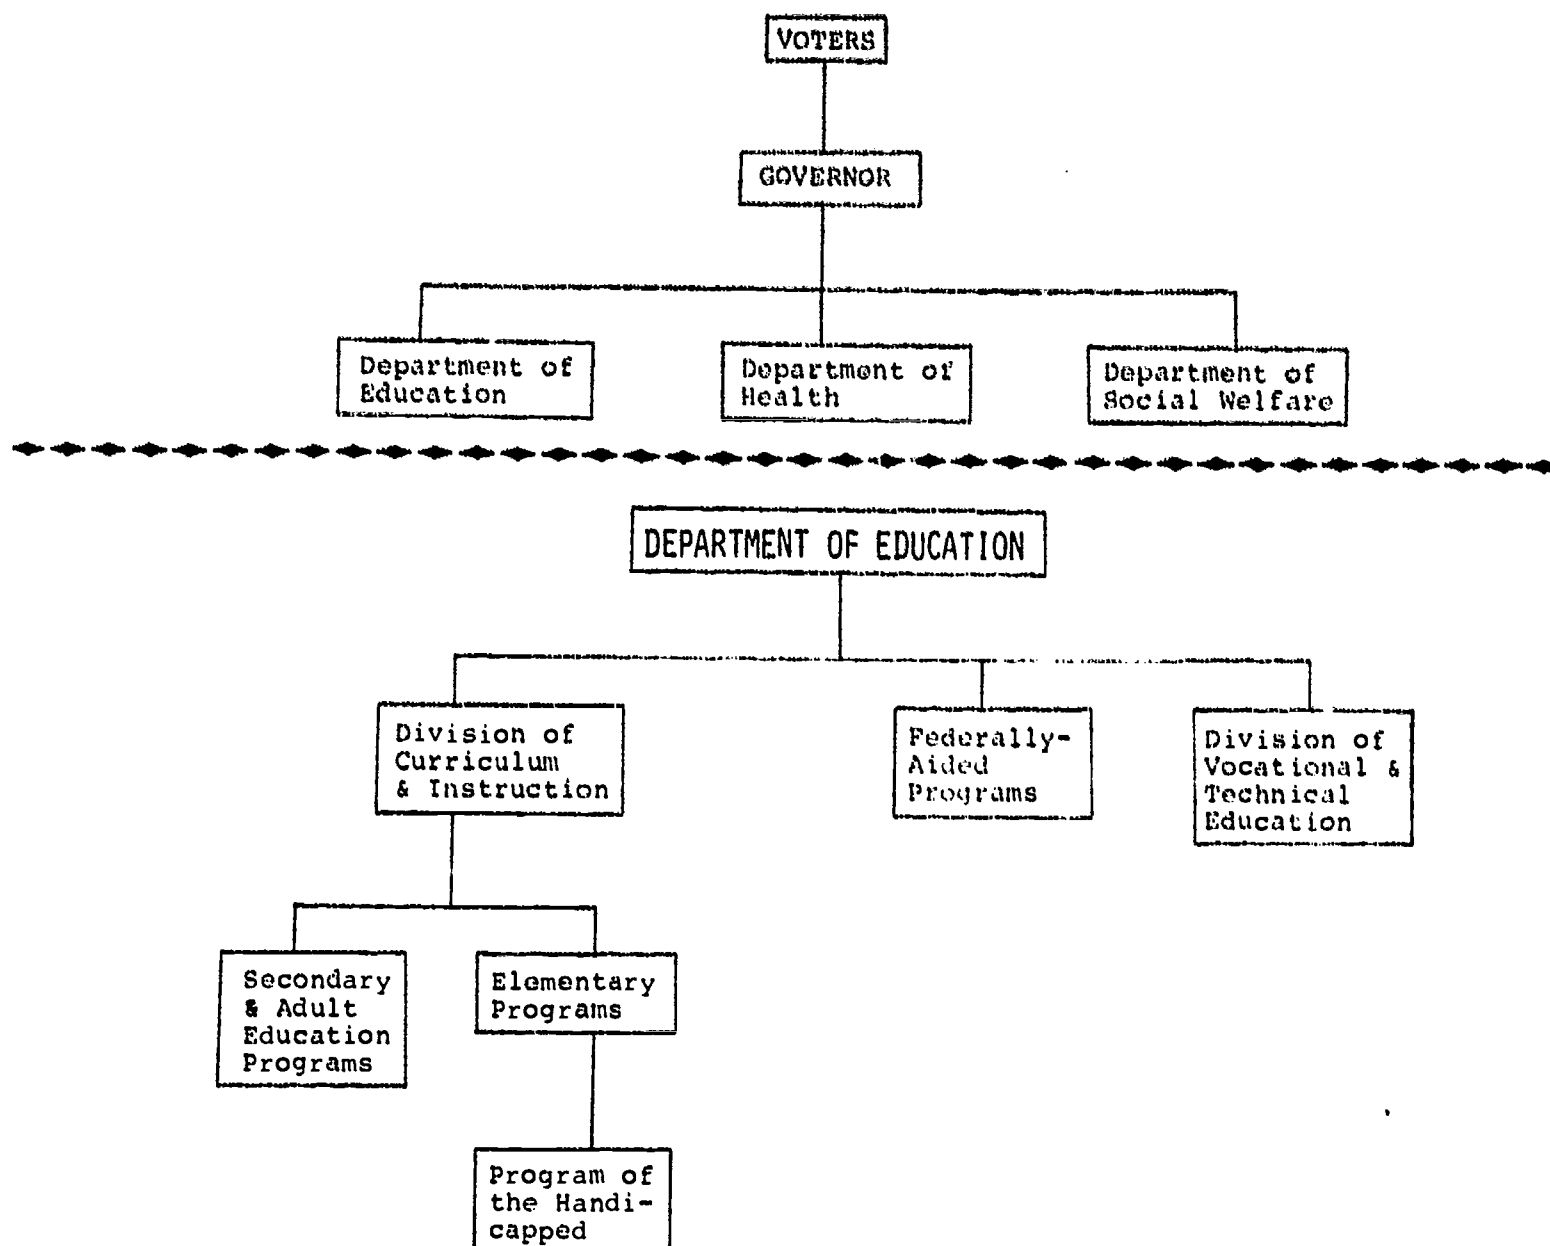 VOTERS
GOVERNOR
Department of
Education
Department of
Health
Department of
Social Welfare
DEPARTMENT OF EDUCATION
Division of
Curriculum
& Instruction
Federally-
Aided
Programs
Division of
Vocational &
Technical
Education
Secondary
& Adult
Education
Programs
Elementary
Programs
Program of
the Handi-
capped